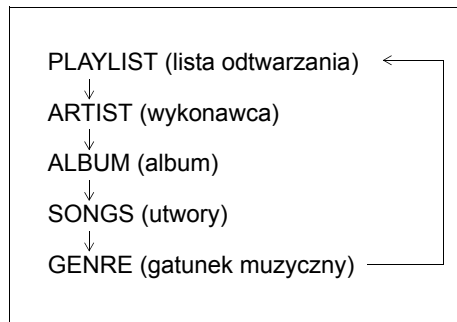 PLAYLIST (lista odtwarzania)
ARTIST (wykonawca)
ALBUM (album)
SONGS (utwory)
GENRE (gatunek muzyczny)